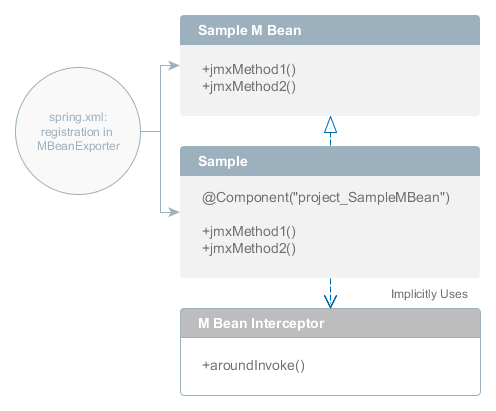 Sample M Bean
+jmxMethod1()
+jmxMethod2()
spring.xml:
registration in
MBeanExporter
Sample
@Component("project_SampleMBean")
+jmxMethod1()
+jmxMethod2()
Implicitly Uses
M Bean Interceptor
+aroundInvoke()